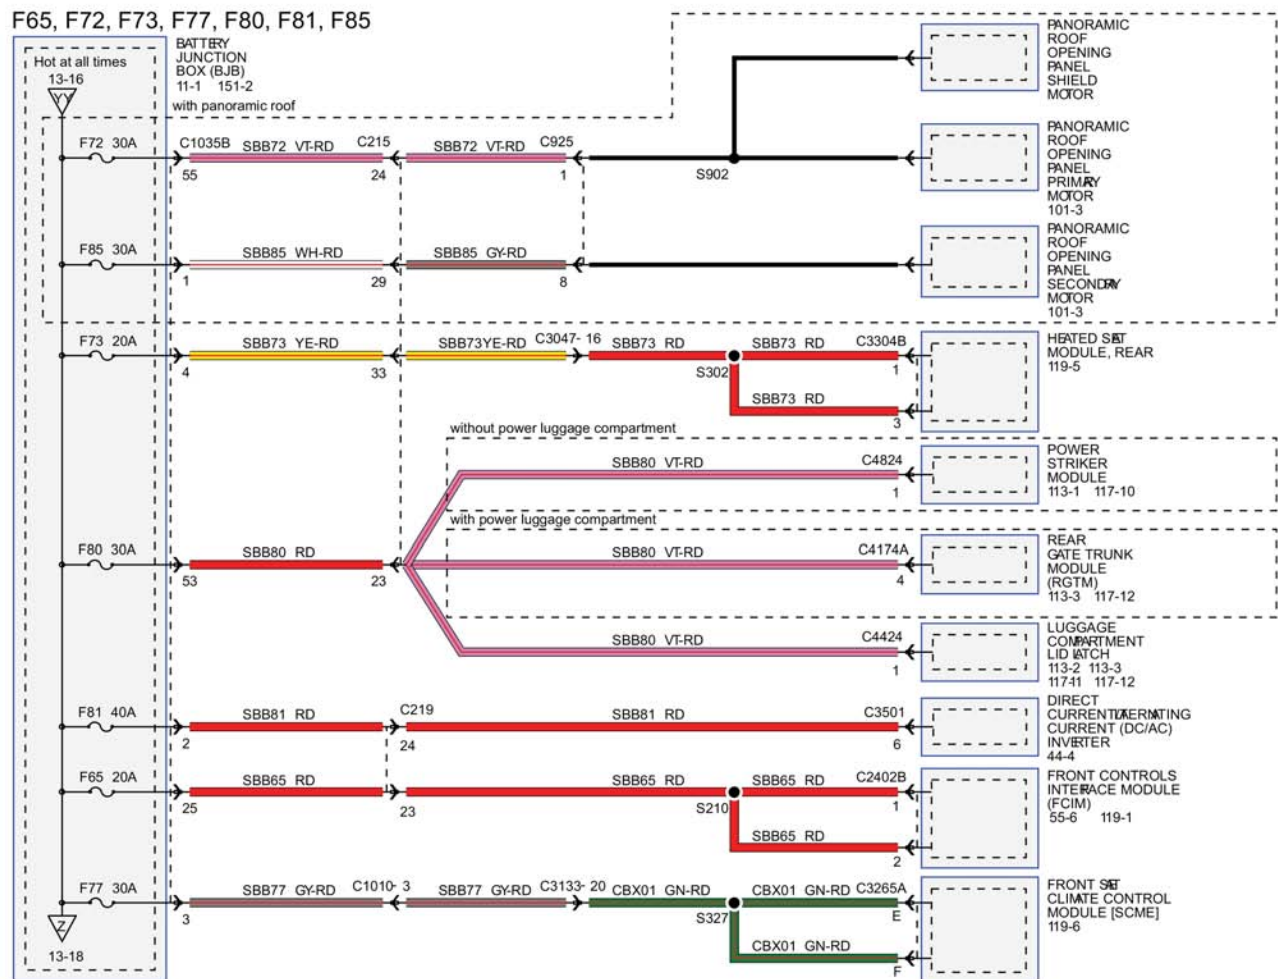 F65, F72, F73, F77, F80, F81, F85
BATTERY
JUNCTION
BOX (BJB)
11-1 151-2
Hot at all times
13-16
YY
with panoramic roof
PANORAMIC
ROOF
OPENING
PANEL
SHIELD
MOTOR
F72 30A
C1035B
SBB72 VT-RD
C215
SBB72 VT-RD
C925
55
24
1
S902
PANORAMIC
ROOF
OPENING
PANEL
PRIMARY
MOTOR
101-3
F85 30A
SBB85 WH-RD
SBB85 GY-RD
1
29
8
PANORAMIC
ROOF
OPENING
PANEL
SECONDARY
MOTOR
101-3
F73 20A
SBB73 YE-RD
SBB73YE-RD
C3047- 16
SBB73 RD
SBB73 RD
C3304B
4
33
S302
1
SBB73 RD
3
HEATED SEAT
MODULE, REAR
119-5
without power luggage compartment
SBB80 VT-RD
C4824
1
POWER
STRIKER
MODULE
113-1 117-10
with power luggage compartment
F80 30A
SBB80 RD
SBB80 VT-RD
C4174A
53
23
4
REAR
GATE TRUNK
MODULE
(RGTM)
113-3 117-12
SBB80 VT-RD
C4424
1
LUGGAGE
COMPARTMENT
LID LATCH
113-2 113-3
117-11 117-12
F81 40A
SBB81 RD
C219
SBB81 RD
C3501
2
24
6
DIRECT
CURRENT/ALTERNATING
CURRENT (DC/AC)
INVERTER
44-4
F65 20A
SBB65 RD
SBB65 RD
SBB65 RD
C2402B
25
23
S210
1
SBB65 RD
2
FRONT CONTROLS
INTERFACE MODULE
(FCIM)
55-6 119-1
F77 30A
SBB77 GY-RD
C1010- 3
SBB77 GY-RD
C3133- 20
CBX01 GN-RD
CBX01 GN-RD
C3265A
3
S327
E
CBX01 GN-RD
F
FRONT SEAT
CLIMATE CONTROL
MODULE [SCME]
119-6
Z
13-18